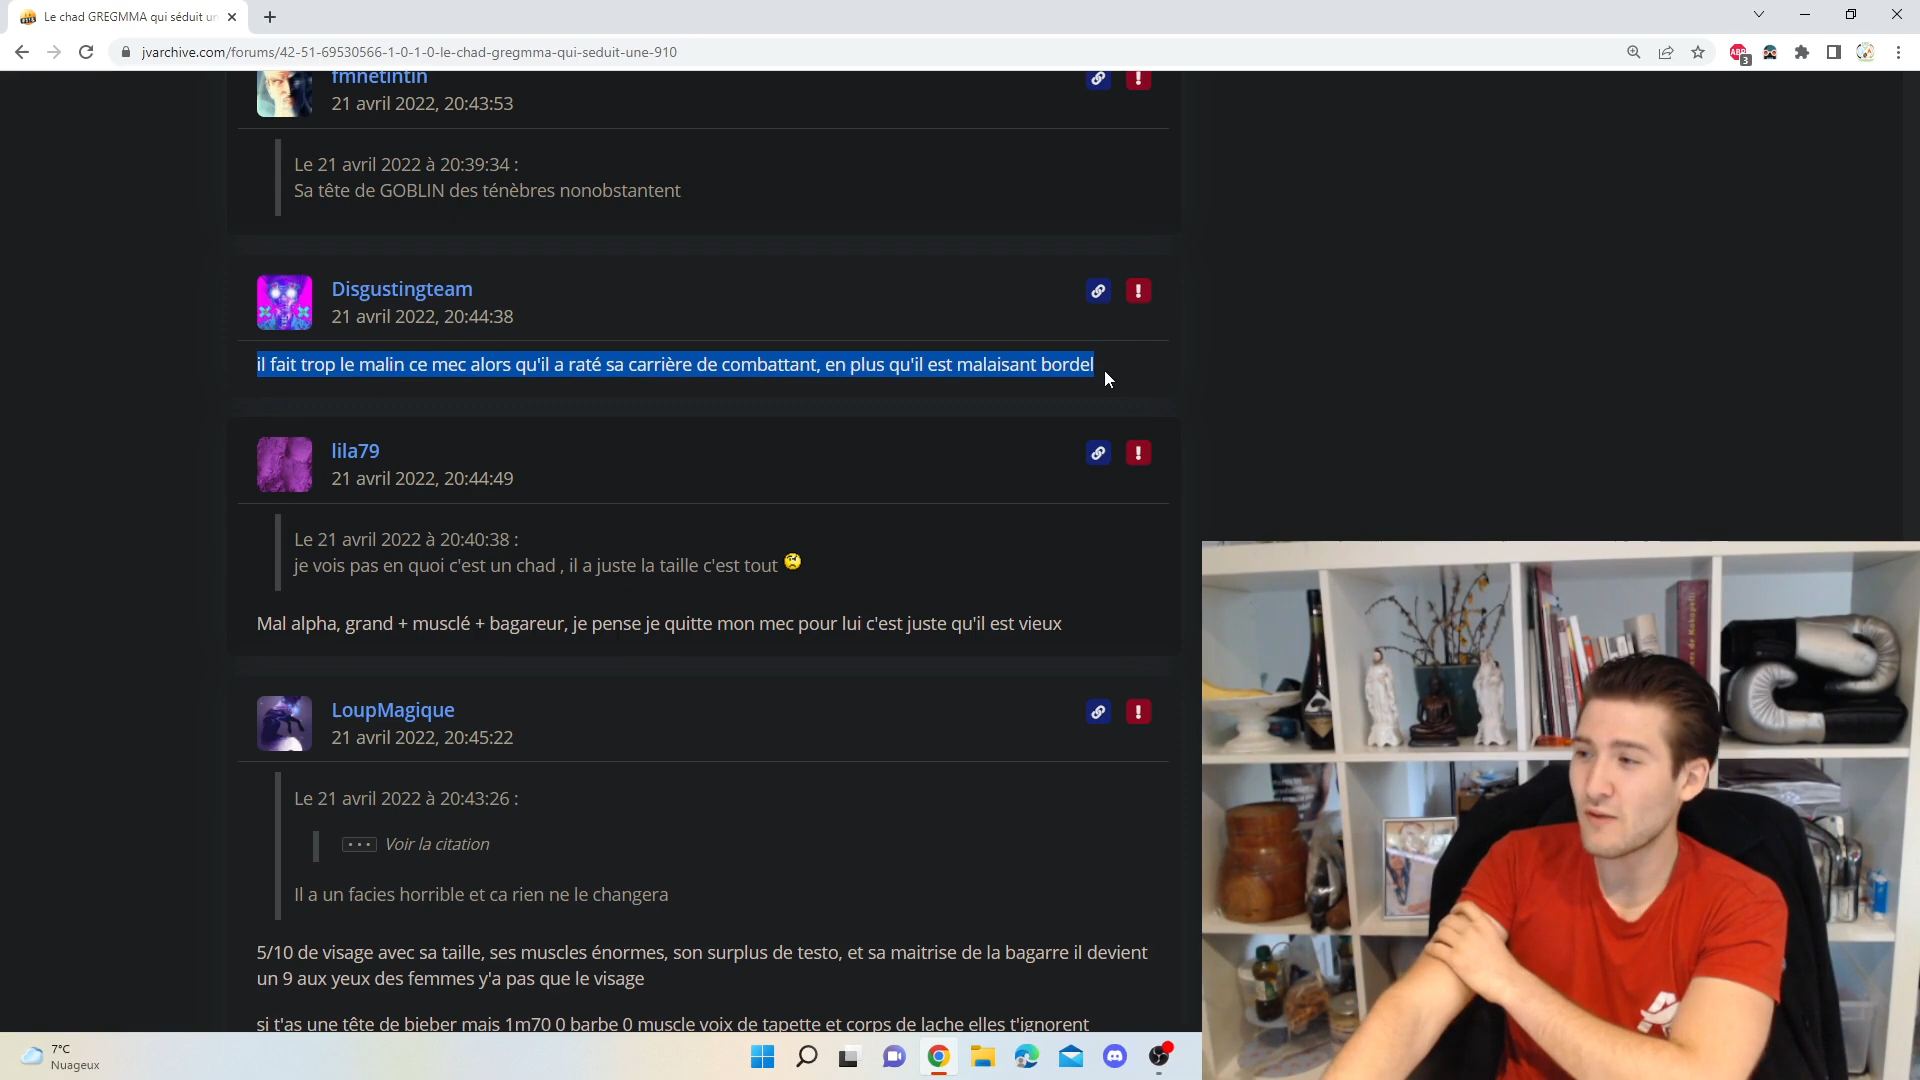 Le chad GREGMMA qui séduit un
jvarchive.com/forums/42-51-69530566-1-0-1-0-le-chad-gregmma-qui-seduit-une-910
ABP
3
fmnetintin
21 avril 2022, 20:43:53
Le 21 avril 2022 à 20:39:34 :
Sa tête de GOBLIN des ténèbres nonobstantent
Disgustingteam
21 avril 2022, 20:44:38
il fait trop le malin ce mec alors qu'il a raté sa carrière de combattant, en plus qu'il est malaisant bordel
lila79
21 avril 2022, 20:44:49
Le 21 avril 2022 à 20:40:38 :
je vois pas en quoi c'est un chad , il a juste la taille c'est tout
Mal alpha, grand + musclé + bagareur, je pense je quitte mon mec pour lui c'est juste qu'il est vieux
LoupMagique
21 avril 2022, 20:45:22
Le 21 avril 2022 à 20:43:26 :
Voir la citation
Il a un facies horrible et ca rien ne le changera
5/10 de visage avec sa taille, ses muscles énormes, son surplus de testo, et sa maitrise de la bagarre il devient
un 9 aux yeux des femmes y'a pas que le visage
si t'as une tête de bieber mais 1m70 0 barbe 0 muscle voix de tapette et corps de lache elles t'ignorent
7°C
Nuageux